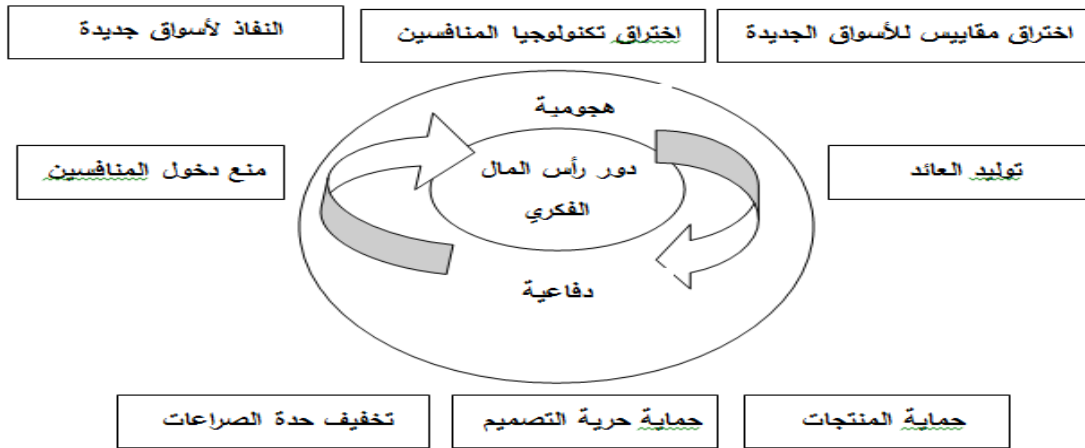 اختراق مقاييس للأسواق الجديدة
اختراق تكنولوجيا المنافسين
النفاذ لأسواق جديدة
هجومية
توليد العائد
دور رأس المال
الفكري
منع دخول المنافسين
دفاعية
حماية المنتجات
حماية حرية التصميم
تخفيف حدة الصراعات